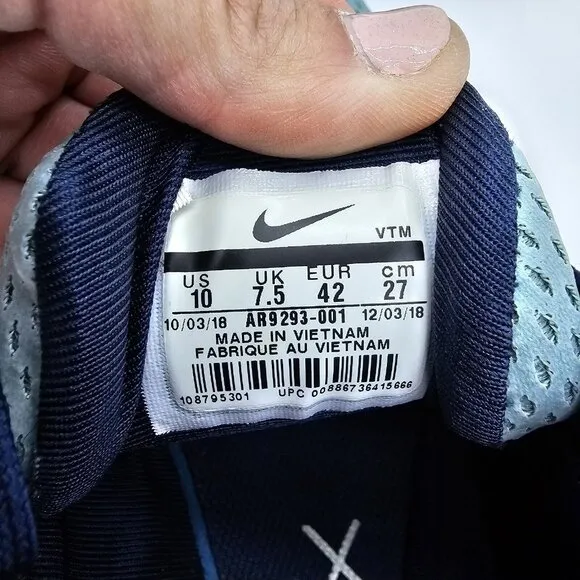 VTM
US UK EUR cm
10 7.5 42 27
10/03/18 AR9293-001 12/03/18
MADE IN VIETNAM
FABRIQUE AU VIETNAM
108795301 UPC 00886736415666